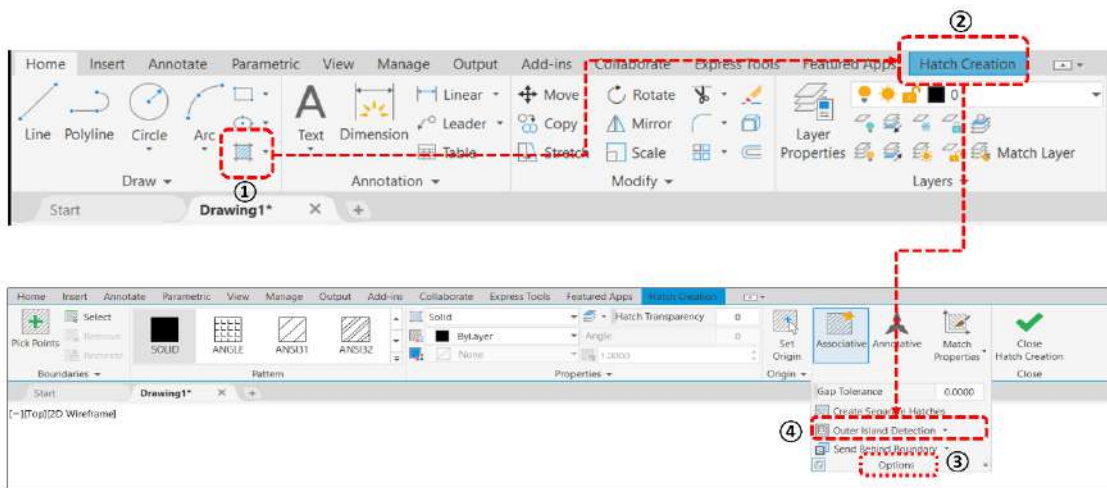 ②
Home Insert Annotate Parametric View Manage Output Add-ins Collaborate Express Tools Featured Apps Hatch Creation
Line Polyline Circle Arc Text Dimension Linear Leader Table Move Copy Stretch Rotate Mirror Scale Layer Properties 0 Match Layer
①
Draw Annotation Modify Layers
Start Drawing1*
Home Insert Annotate Parametric View Manage Output Add-ins Collaborate Express Tools Featured Apps Hatch Creation
Pick Points Select Remove Recreate SOLID ANGLE ANSI31 ANSI32 Solid ByLayer None Hatch Transparency 0 Angle 0 1.0000 Set Origin Associative Annotative Match Properties Close Hatch Creation
Boundaries Pattern Properties Origin Close
Start Drawing1*
Gap Tolerance 0.0000
[−][Top][2D Wireframe]
Create Separate Hatches
④ Outer Island Detection
Send Behind Boundary
Options ③